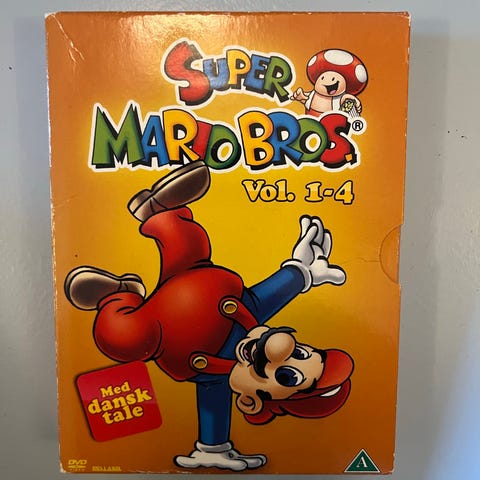 SUPER
MARIO BROS.®
Vol. 1-4
Med
dansk
tale
DVD
A